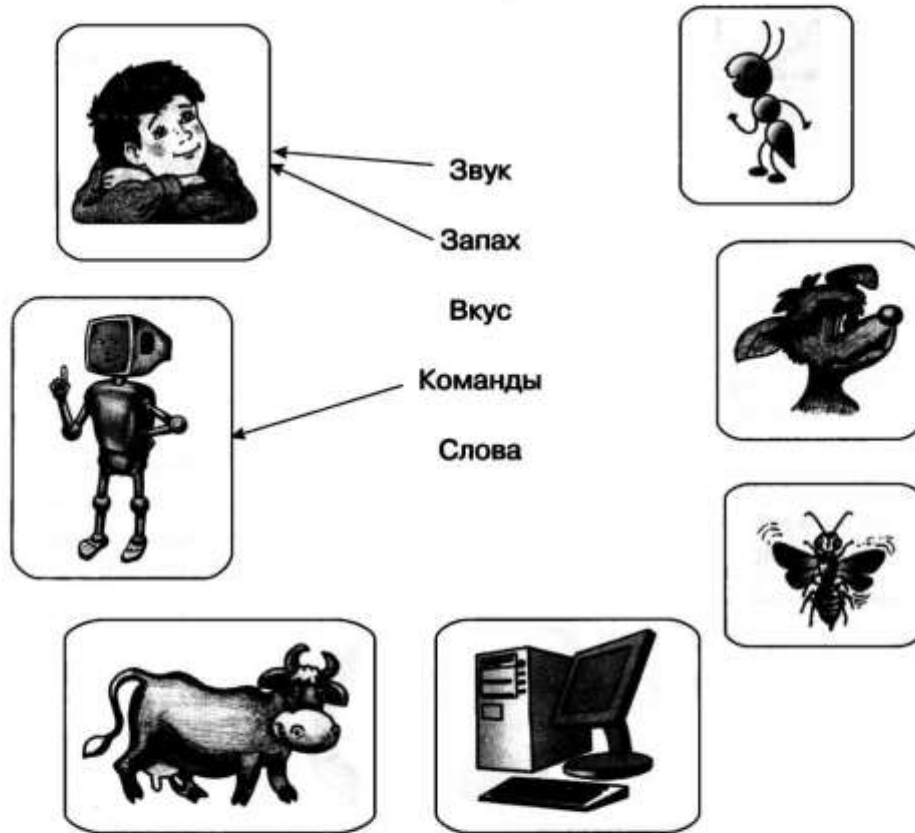 Звук
Запах
Вкус
Команды
Слова